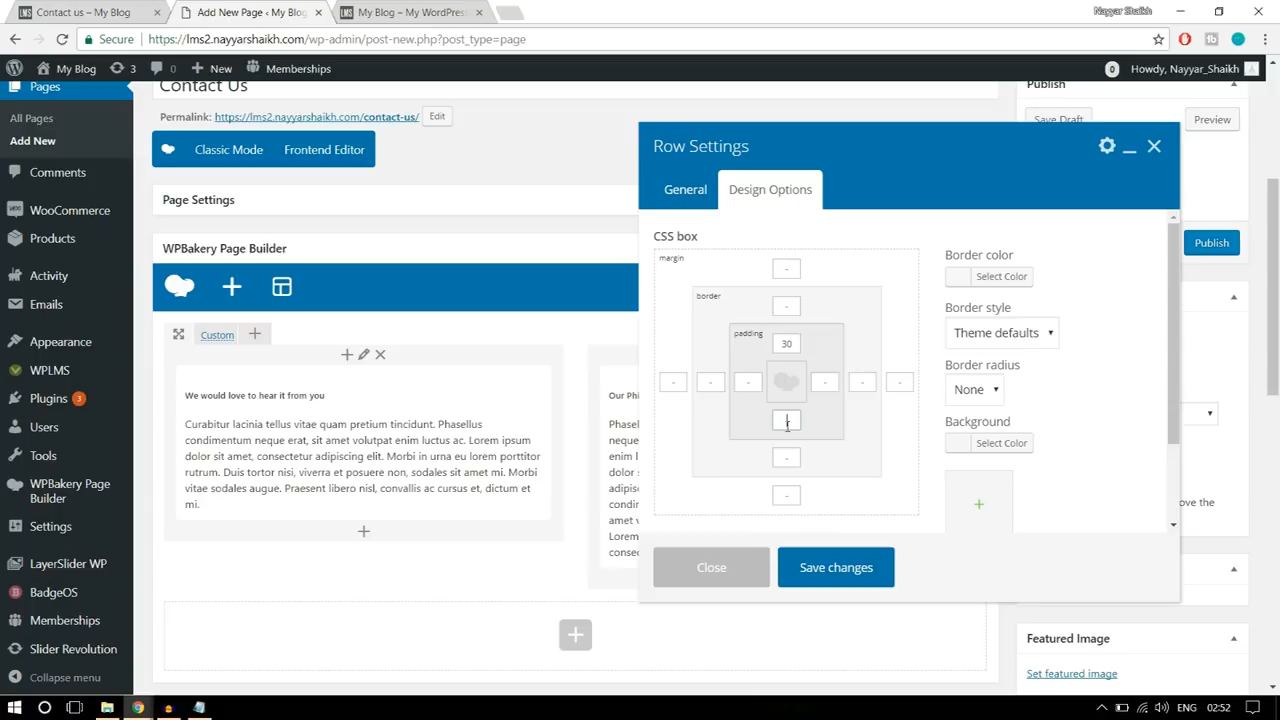 Contact us – My Blog
Add New Page ‹ My Blog
My Blog – My WordPress
Nayyar Shaikh
Secure
https://lms2.nayyarshaikh.com/wp-admin/post-new.php?post_type=page
My Blog
3
0
New
Memberships
0
Howdy, Nayyar_Shaikh
Pages
All Pages
Add New
Comments
WooCommerce
Products
Activity
Emails
Appearance
WPLMS
Plugins 3
Users
Tools
WPBakery Page
Builder
Settings
LayerSlider WP
BadgeOS
Memberships
Slider Revolution
Collapse menu
Contact Us
Permalink: https://lms2.nayyarshaikh.com/contact-us/
Edit
Classic Mode
Frontend Editor
Page Settings
WPBakery Page Builder
Custom
We would love to hear it from you
Curabitur lacinia lectus vitae quam pretium tincidunt. Phasellus
condimentum neque erat, sit amet volutpat enim luctus ac. Lorem ipsum
dolor sit amet, consectetur adipiscing elit. Morbi in urna eu leo porttitor
rutrum. Duis tortor nisi, viverra et posuere non, sodales sit amet mi.
Morbi vitae sodales augue. Praesent libero nisl, convallis ac cursus et, dictum et
mi.
Our Phi
Row Settings
General
Design Options
CSS box
margin
-
border
-
padding
30
- - - - - -
-
-
Border color
Select Color
Border style
Theme defaults
Border radius
None
Background
Select Color
Close
Save changes
Publish
Save Draft
Preview
Publish
ove the
Featured Image
Set featured image
ENG
02:52